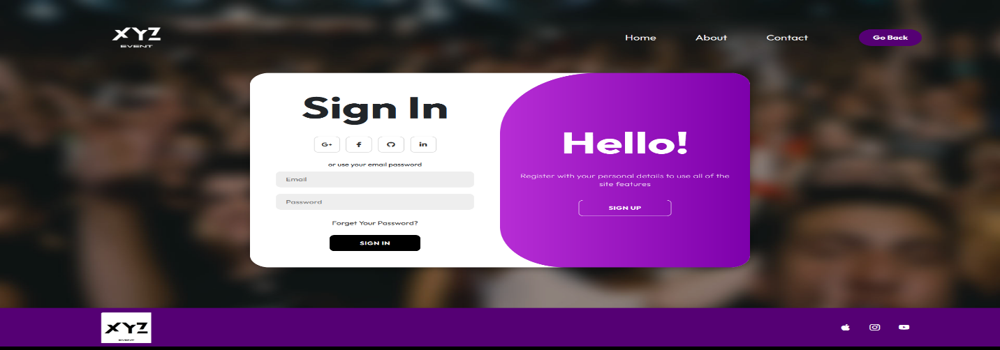 XYZ
EVENT
Home
About
Contact
Go Back
Sign In
G+
f
in
or use your email password
Email
Password
Forget Your Password?
SIGN IN
Hello!
Register with your personal details to use all of the
site features
SIGN UP
XYZ
EVENT